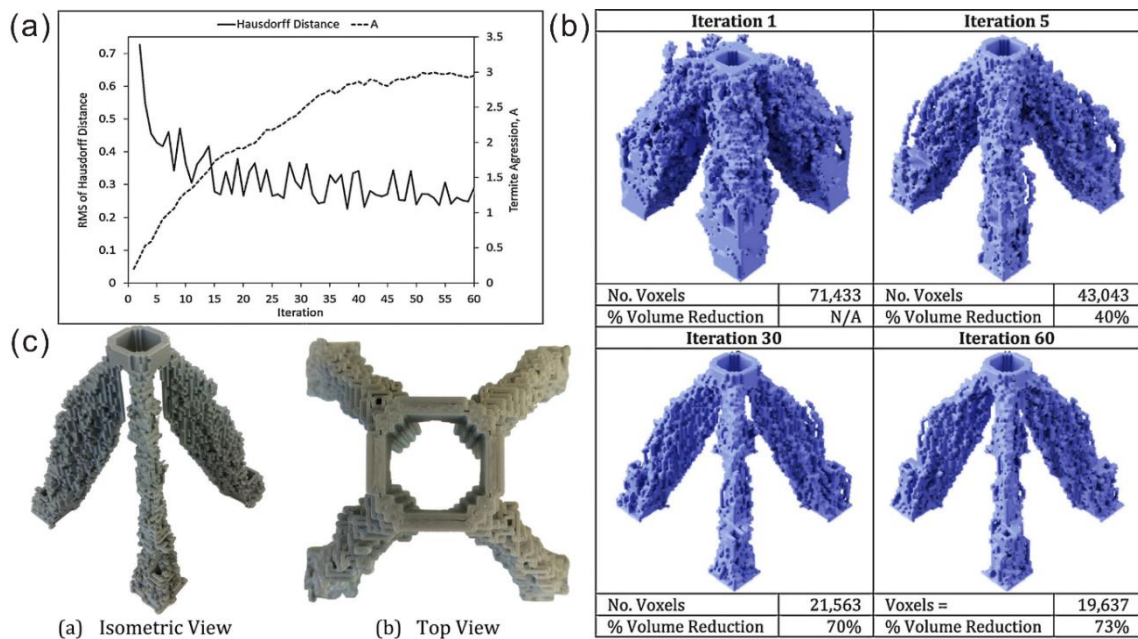 (a)
Hausdorff Distance
A
0.7
0.6
0.5
0.4
0.3
0.2
0.1
0
RMS of Hausdorff Distance
3.5
3
2.5
2
1.5
1
0.5
0
Termite Agression, A
0 5 10 15 20 25 30 35 40 45 50 55 60
Iteration
(b)
Iteration 1 Iteration 5
No. Voxels 71,433 No. Voxels 43,043
% Volume Reduction N/A % Volume Reduction 40%
Iteration 30 Iteration 60
No. Voxels 21,563 Voxels = 19,637
% Volume Reduction 70% % Volume Reduction 73%
(c)
(a) Isometric View (b) Top View